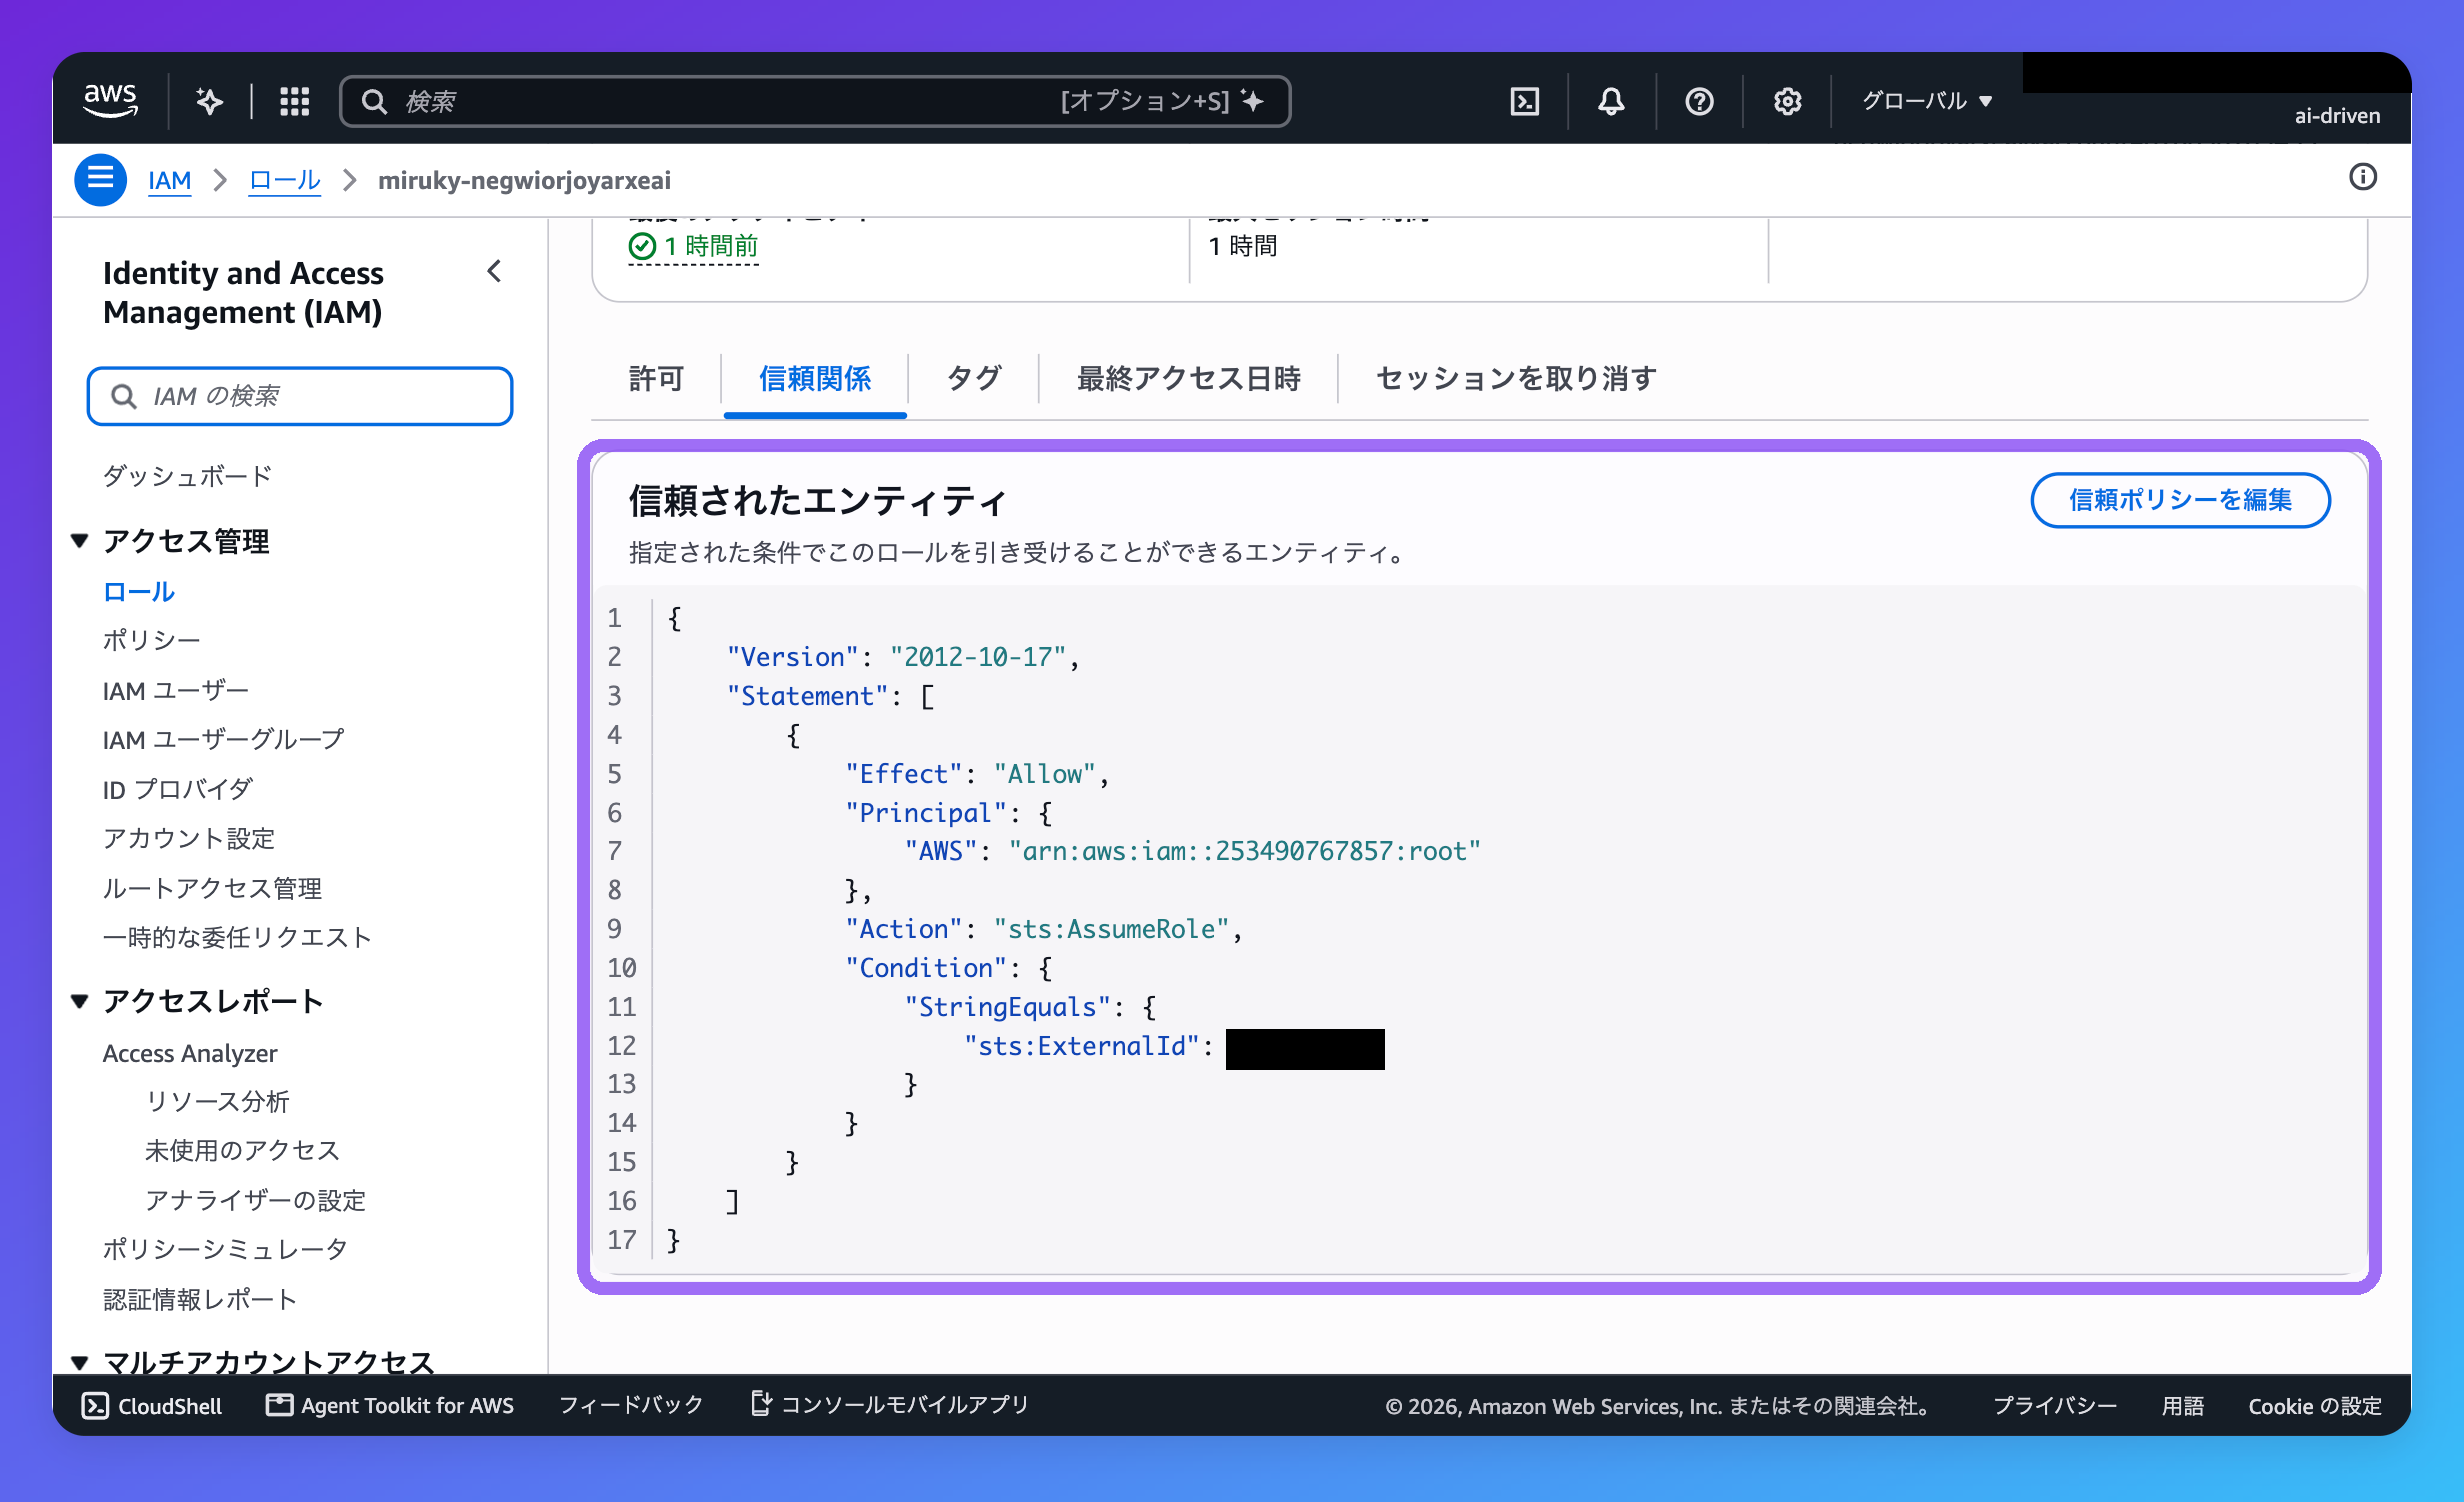 aws
検索
[オプション+S]
グローバル ▼
ai-driven
IAM > ロール > miruky-negwiorjoyarxeai
Identity and Access
Management (IAM)
IAM の検索
ダッシュボード
アクセス管理
ロール
ポリシー
IAM ユーザー
IAM ユーザーグループ
ID プロバイダ
アカウント設定
ルートアクセス管理
一時的な委任リクエスト
アクセスレポート
Access Analyzer
リソース分析
未使用のアクセス
アナライザーの設定
ポリシーシミュレータ
認証情報レポート
マルチアカウントアクセス
1 時間前
1 時間
許可
信頼関係
タグ
最終アクセス日時
セッションを取り消す
信頼されたエンティティ
信頼ポリシーを編集
指定された条件でこのロールを引き受けることができるエンティティ。
1 {
2 "Version": "2012-10-17",
3 "Statement": [
4 {
5 "Effect": "Allow",
6 "Principal": {
7 "AWS": "arn:aws:iam::253490767857:root"
8 },
9 "Action": "sts:AssumeRole",
10 "Condition": {
11 "StringEquals": {
12 "sts:ExternalId":
13 }
14 }
15 }
16 ]
17 }
CloudShell
Agent Toolkit for AWS
フィードバック
コンソールモバイルアプリ
© 2026, Amazon Web Services, Inc. またはその関連会社。
プライバシー
用語
Cookie の設定